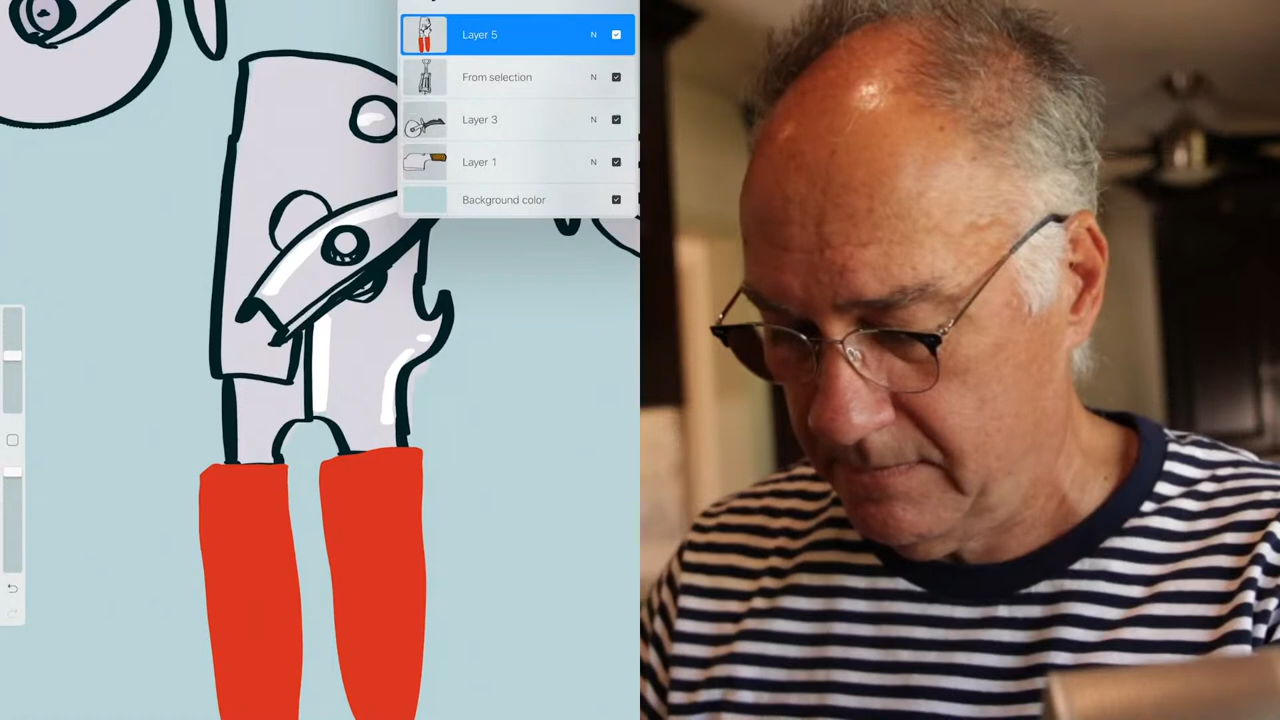 Layer 5 N
From selection N
Layer 3 N
Layer 1 N
Background color